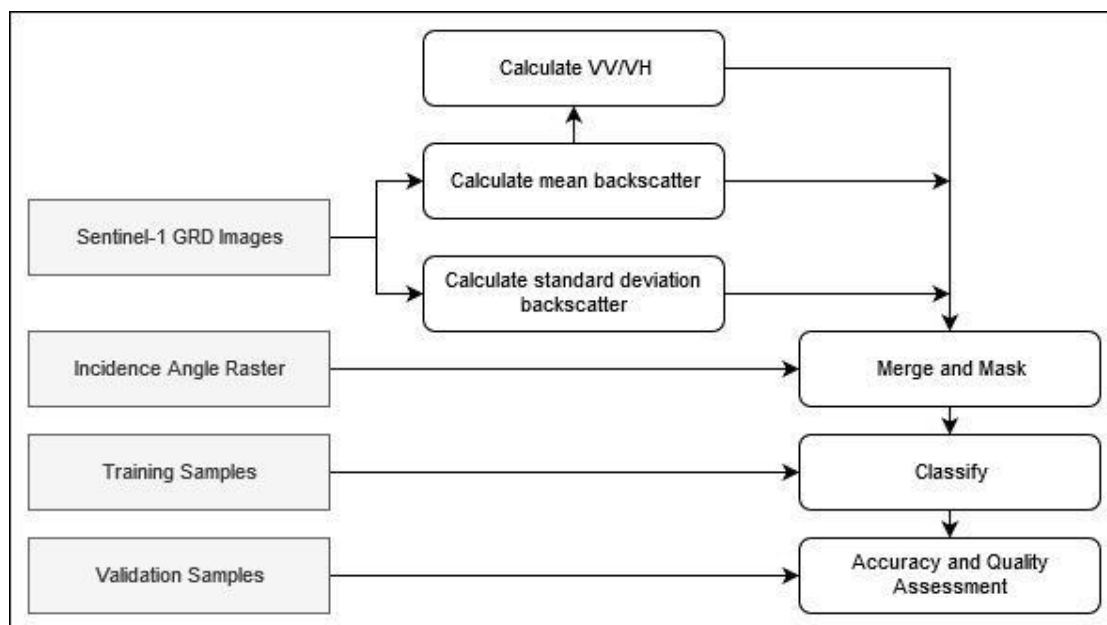 Calculate VV/VH
Calculate mean backscatter
Sentinel-1 GRD Images
Calculate standard deviation
backscatter
Incidence Angle Raster
Merge and Mask
Training Samples
Classify
Validation Samples
Accuracy and Quality
Assessment